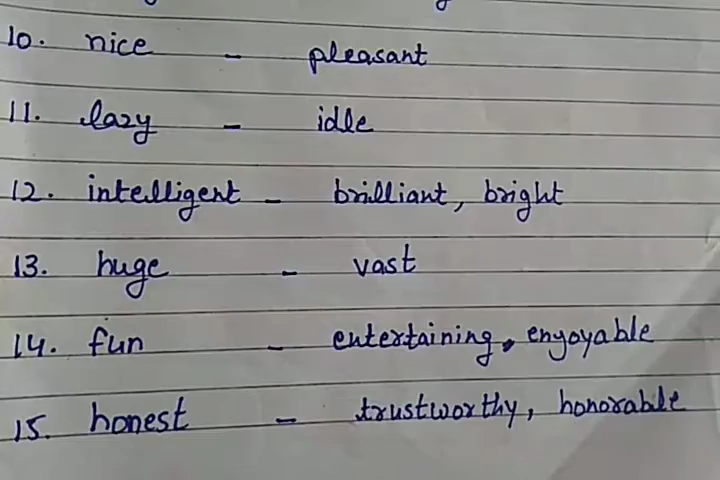 10. nice - pleasant
11. lazy - idle
12. intelligent - brilliant, bright
13. huge - vast
14. fun - entertaining, engoyable
15. honest - trustworthy, honorable